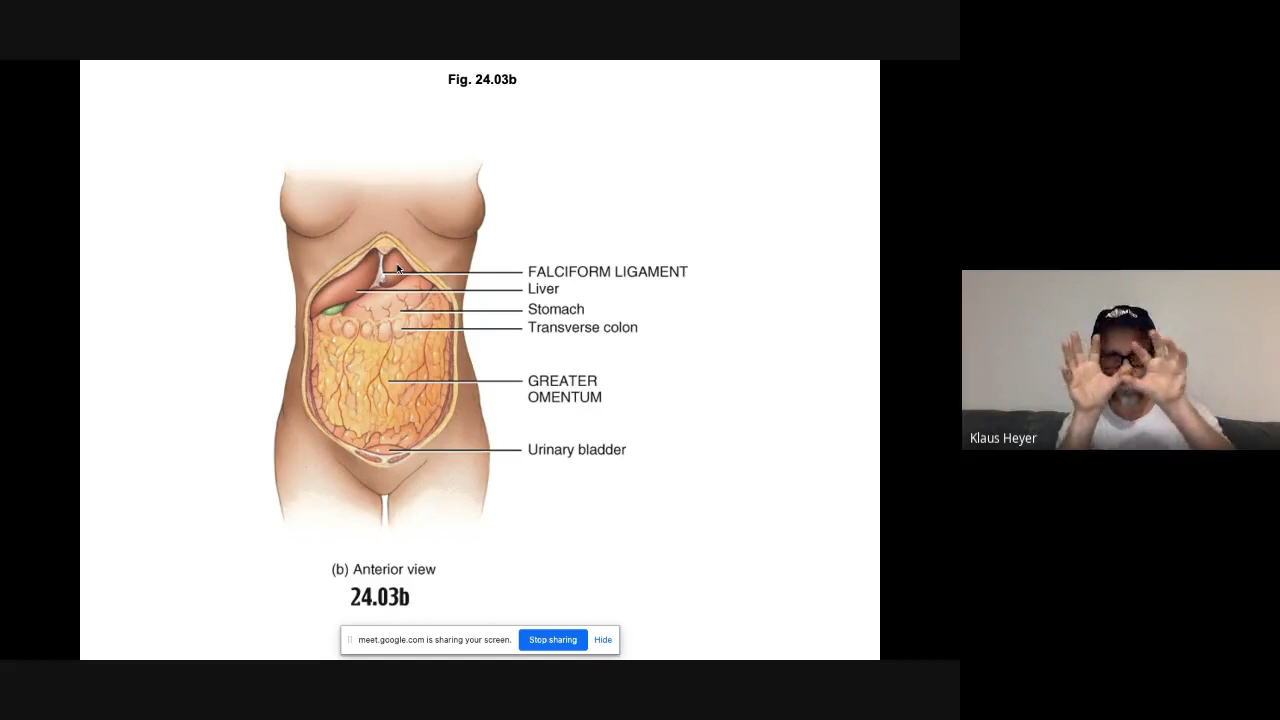 Fig. 24.03b
FALCIFORM LIGAMENT
Liver
Stomach
Transverse colon
GREATER
OMENTUM
Urinary bladder
(b) Anterior view
24.03b
meet.google.com is sharing your screen.
Stop sharing
Hide
Klaus Heyer